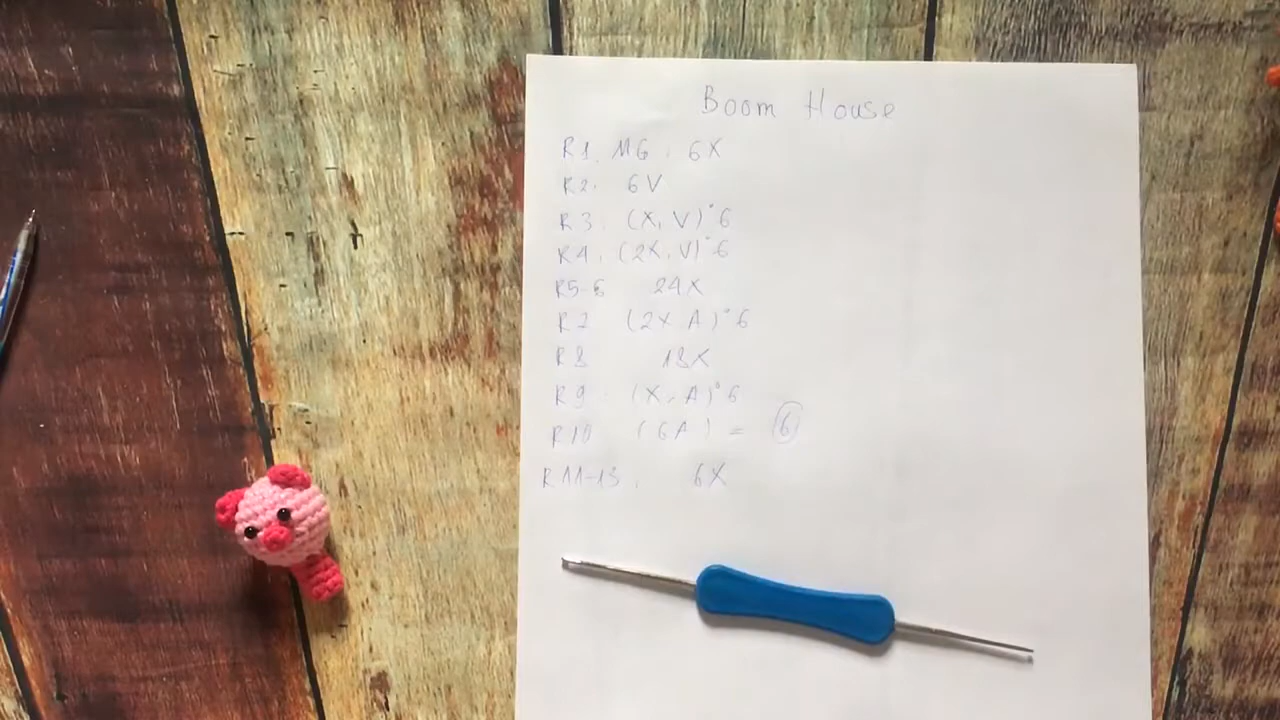 Boom House
R1. MG. 6X
R2. 6V
R3. (X, V)*6
R4. (2X, V)*6
R5-6 24X
R7 (2X A)*6
R8 18X
R9. (X, A)*6
R10 (6A) = 6
R11-13. 6X